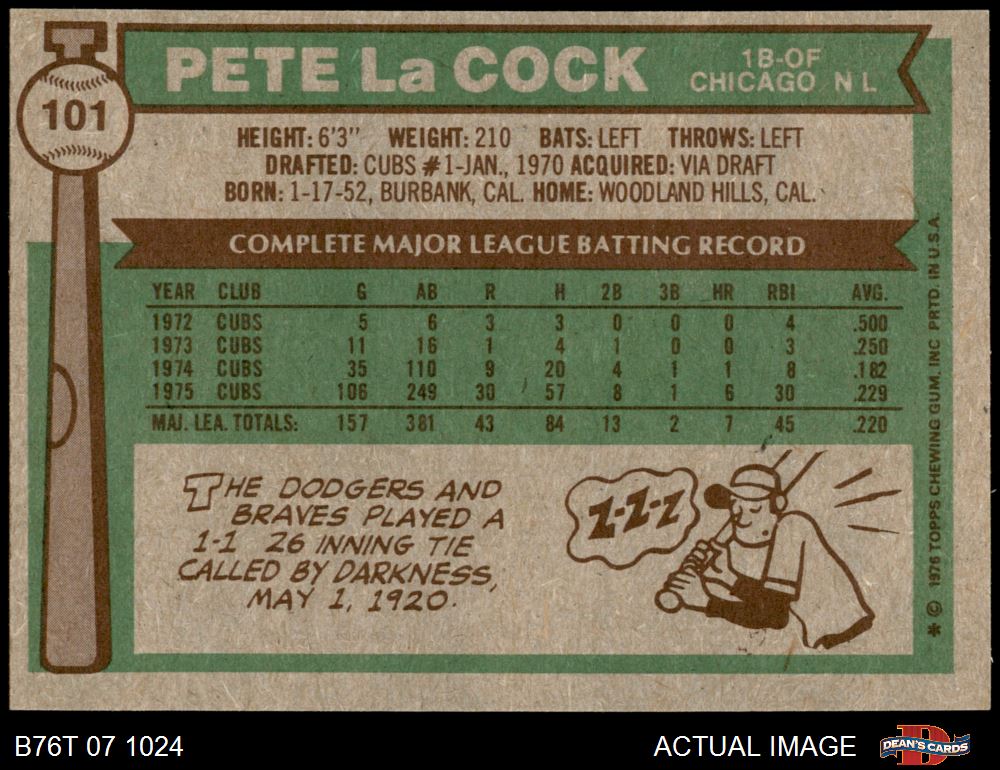 101
PETE La COCK
1B-OF
CHICAGO N L
HEIGHT: 6'3" WEIGHT: 210 BATS: LEFT THROWS: LEFT
DRAFTED: CUBS #1-JAN., 1970 ACQUIRED: VIA DRAFT
BORN: 1-17-52, BURBANK, CAL. HOME: WOODLAND HILLS, CAL.
COMPLETE MAJOR LEAGUE BATTING RECORD
YEAR CLUB G AB R H 2B 3B HR RBI AVG.
1972 CUBS 5 6 3 3 0 0 0 4 .500
1973 CUBS 11 16 1 4 1 0 0 3 .250
1974 CUBS 35 110 9 20 4 1 1 8 .182
1975 CUBS 106 249 30 57 8 1 6 30 .229
MAJ. LEA. TOTALS: 157 381 43 84 13 2 7 45 .220
THE DODGERS AND
BRAVES PLAYED A
1-1 26 INNING TIE
CALLED BY DARKNESS,
MAY 1, 1920.
Z-Z-Z
* © 1976 TOPPS CHEWING GUM, INC PRTD. IN U.S.A
B76T 07 1024
ACTUAL IMAGE
D
DEAN'S CARDS